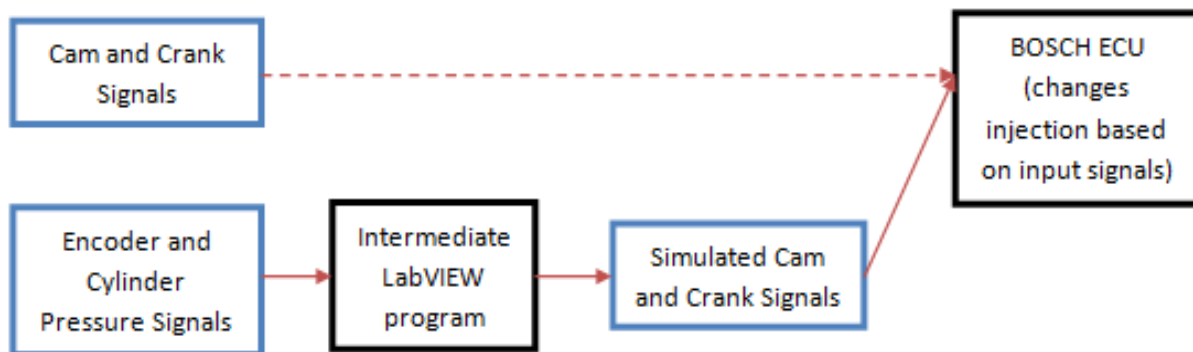 Cam and Crank
Signals
BOSCH ECU
(changes
injection based
on input signals)
Encoder and
Cylinder
Pressure Signals
Intermediate
LabVIEW
program
Simulated Cam
and Crank Signals